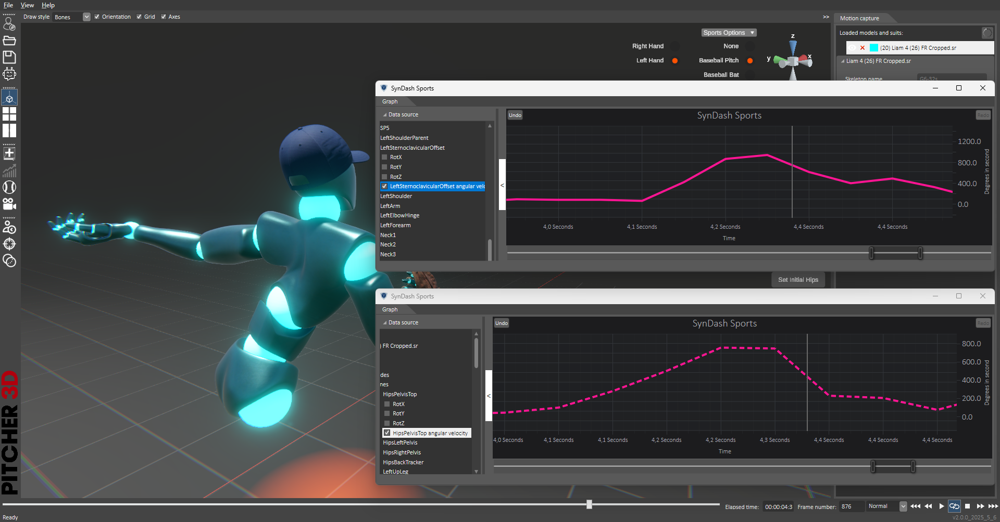 File View Help
Draw style Bones Orientation Grid Axes
>>
Motion capture
Loaded models and suits:
(20) Liam 4 (26) FR Cropped.sr
Liam 4 (26) FR Cropped.sr
Skeleton name G6-32s
Sports Options
Right Hand None
Left Hand Baseball Pitch
Baseball Bat
z
y x
SynDash Sports
Graph
Data source
SP5
LeftShoulderParent
LeftSternoclavicularOffset
RotX
RotY
RotZ
LeftSternoclavicularOffset angular velo
LeftShoulder
LeftArm
LeftElbowHinge
LeftForearm
Neck1
Neck2
Neck3
<
Undo
SynDash Sports
Redo
1200.0
800.0
400.0
0.0
Degrees in second
4,0 Seconds 4,1 Seconds 4,2 Seconds 4,4 Seconds 4,4 Seconds
Time
Set Initial Hips
SynDash Sports
Graph
Data source
) FR Cropped.sr
des
nes
HipsPelvisTop
RotX
RotY
RotZ
HipsPelvisTop angular velocity
HipsLeftPelvis
HipsRightPelvis
HipsBackTracker
LeftUpLeg
<
Undo
SynDash Sports
Redo
800.0
600.0
400.0
200.0
0.0
Degrees in second
4,0 Seconds 4,1 Seconds 4,1 Seconds 4,2 Seconds 4,2 Seconds 4,3 Seconds 4,4 Seconds 4,4 Seconds 4,4 Seconds
Time
PITCHER 3D
Elapsed time: 00:00:04:3 Frame number: 876 Normal
Ready
v2.0.0_2025_5_6